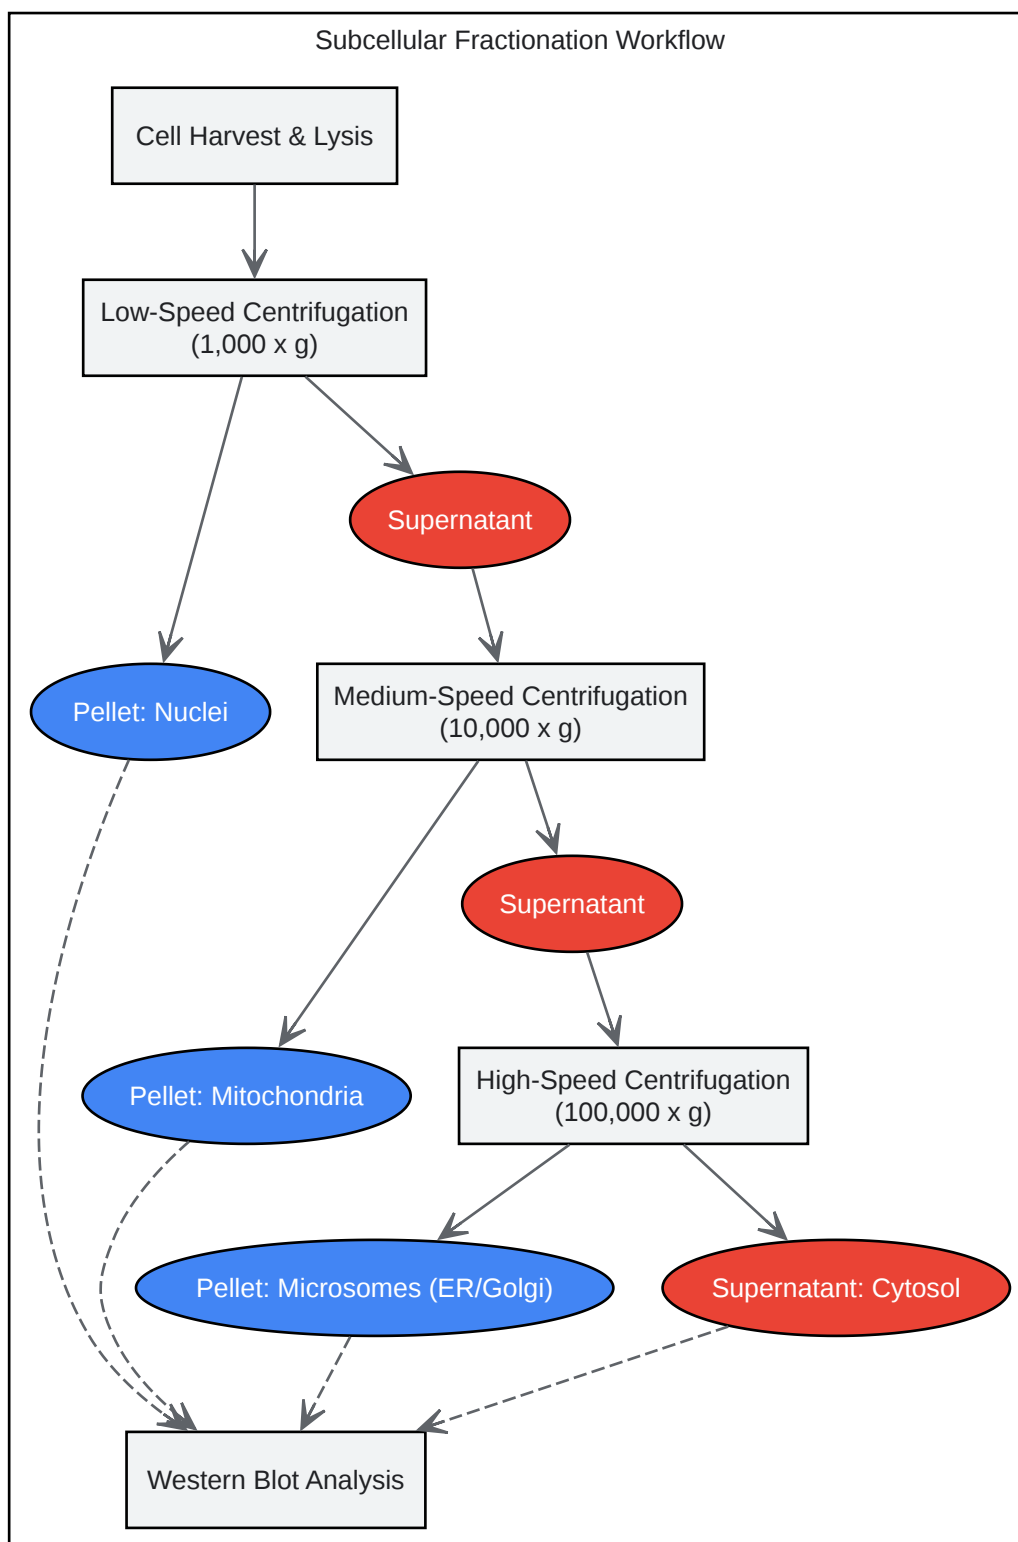 Subcellular Fractionation Workflow
Cell Harvest & Lysis
Low-Speed Centrifugation
(1,000 x g)
Supernatant
Pellet: Nuclei
Medium-Speed Centrifugation
(10,000 x g)
Supernatant
Pellet: Mitochondria
High-Speed Centrifugation
(100,000 x g)
Pellet: Microsomes (ER/Golgi)
Supernatant: Cytosol
Western Blot Analysis